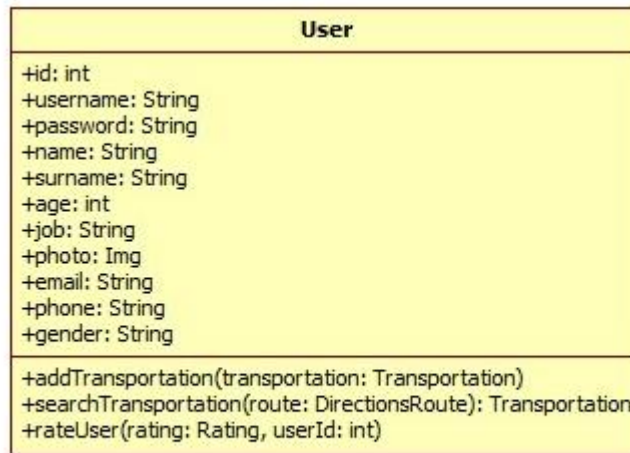 User
+id: int
+username: String
+password: String
+name: String
+surname: String
+age: int
+job: String
+photo: Img
+email: String
+phone: String
+gender: String
+addTransportation(transportation: Transportation)
+searchTransportation(route: DirectionsRoute): Transportation
+rateUser(rating: Rating, userId: int)